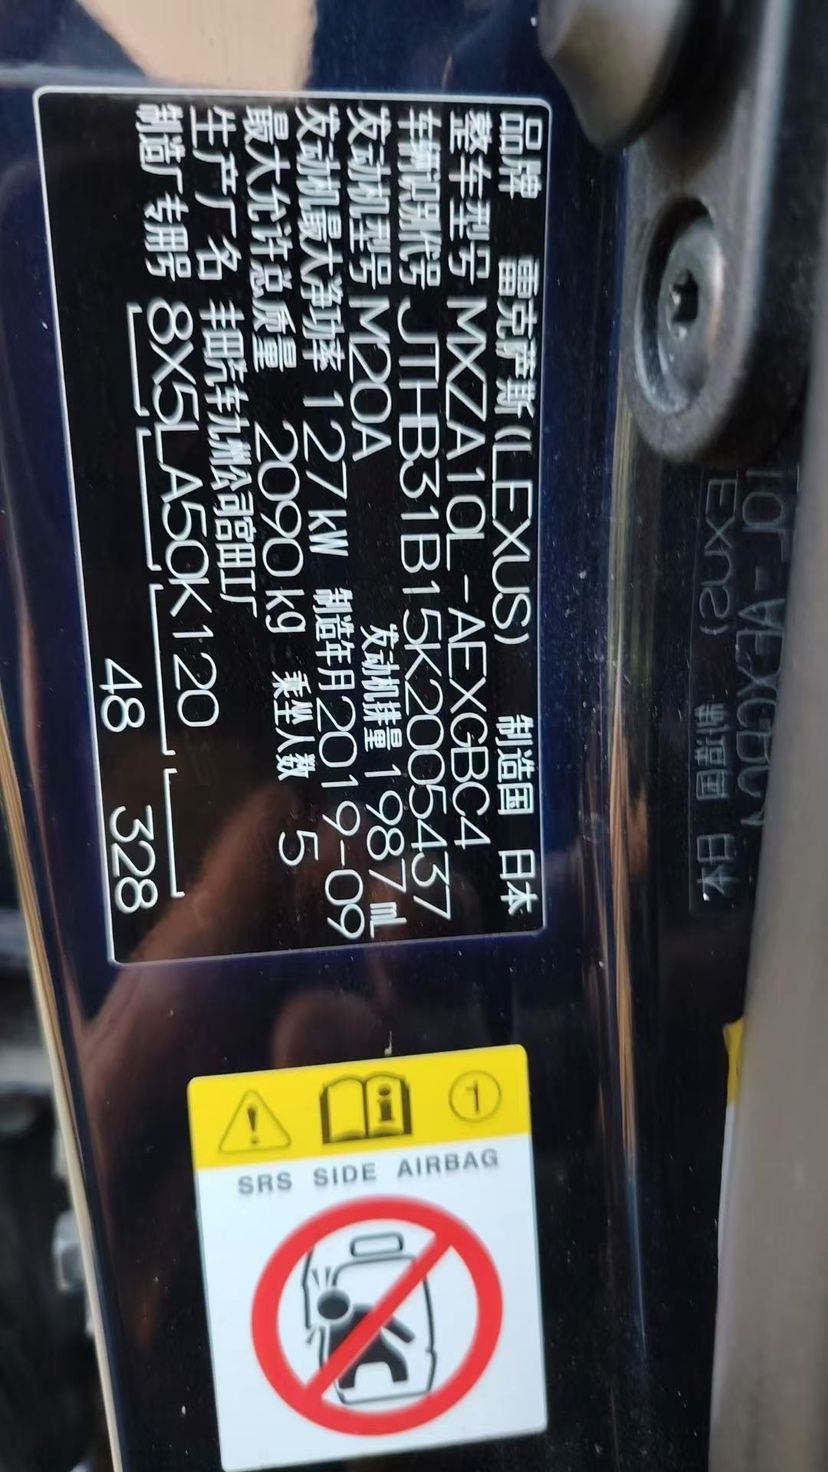 品牌 雷克萨斯(LEXUS) 制造国 日本
整车型号 MXZA10L-AEXGBC4
车辆识别代号 JTHB31B15K2005437
发动机型号 M20A 发动机排量 1987 mL
发动机最大净功率 127 kW 制造年月 2019-09
最大允许总质量 2090 kg 乘坐人数 5
生产厂名 丰田汽车九州公司宫田工厂
制造厂专用号 8X5LA50K120
48 328
1
SRS SIDE AIRBAG